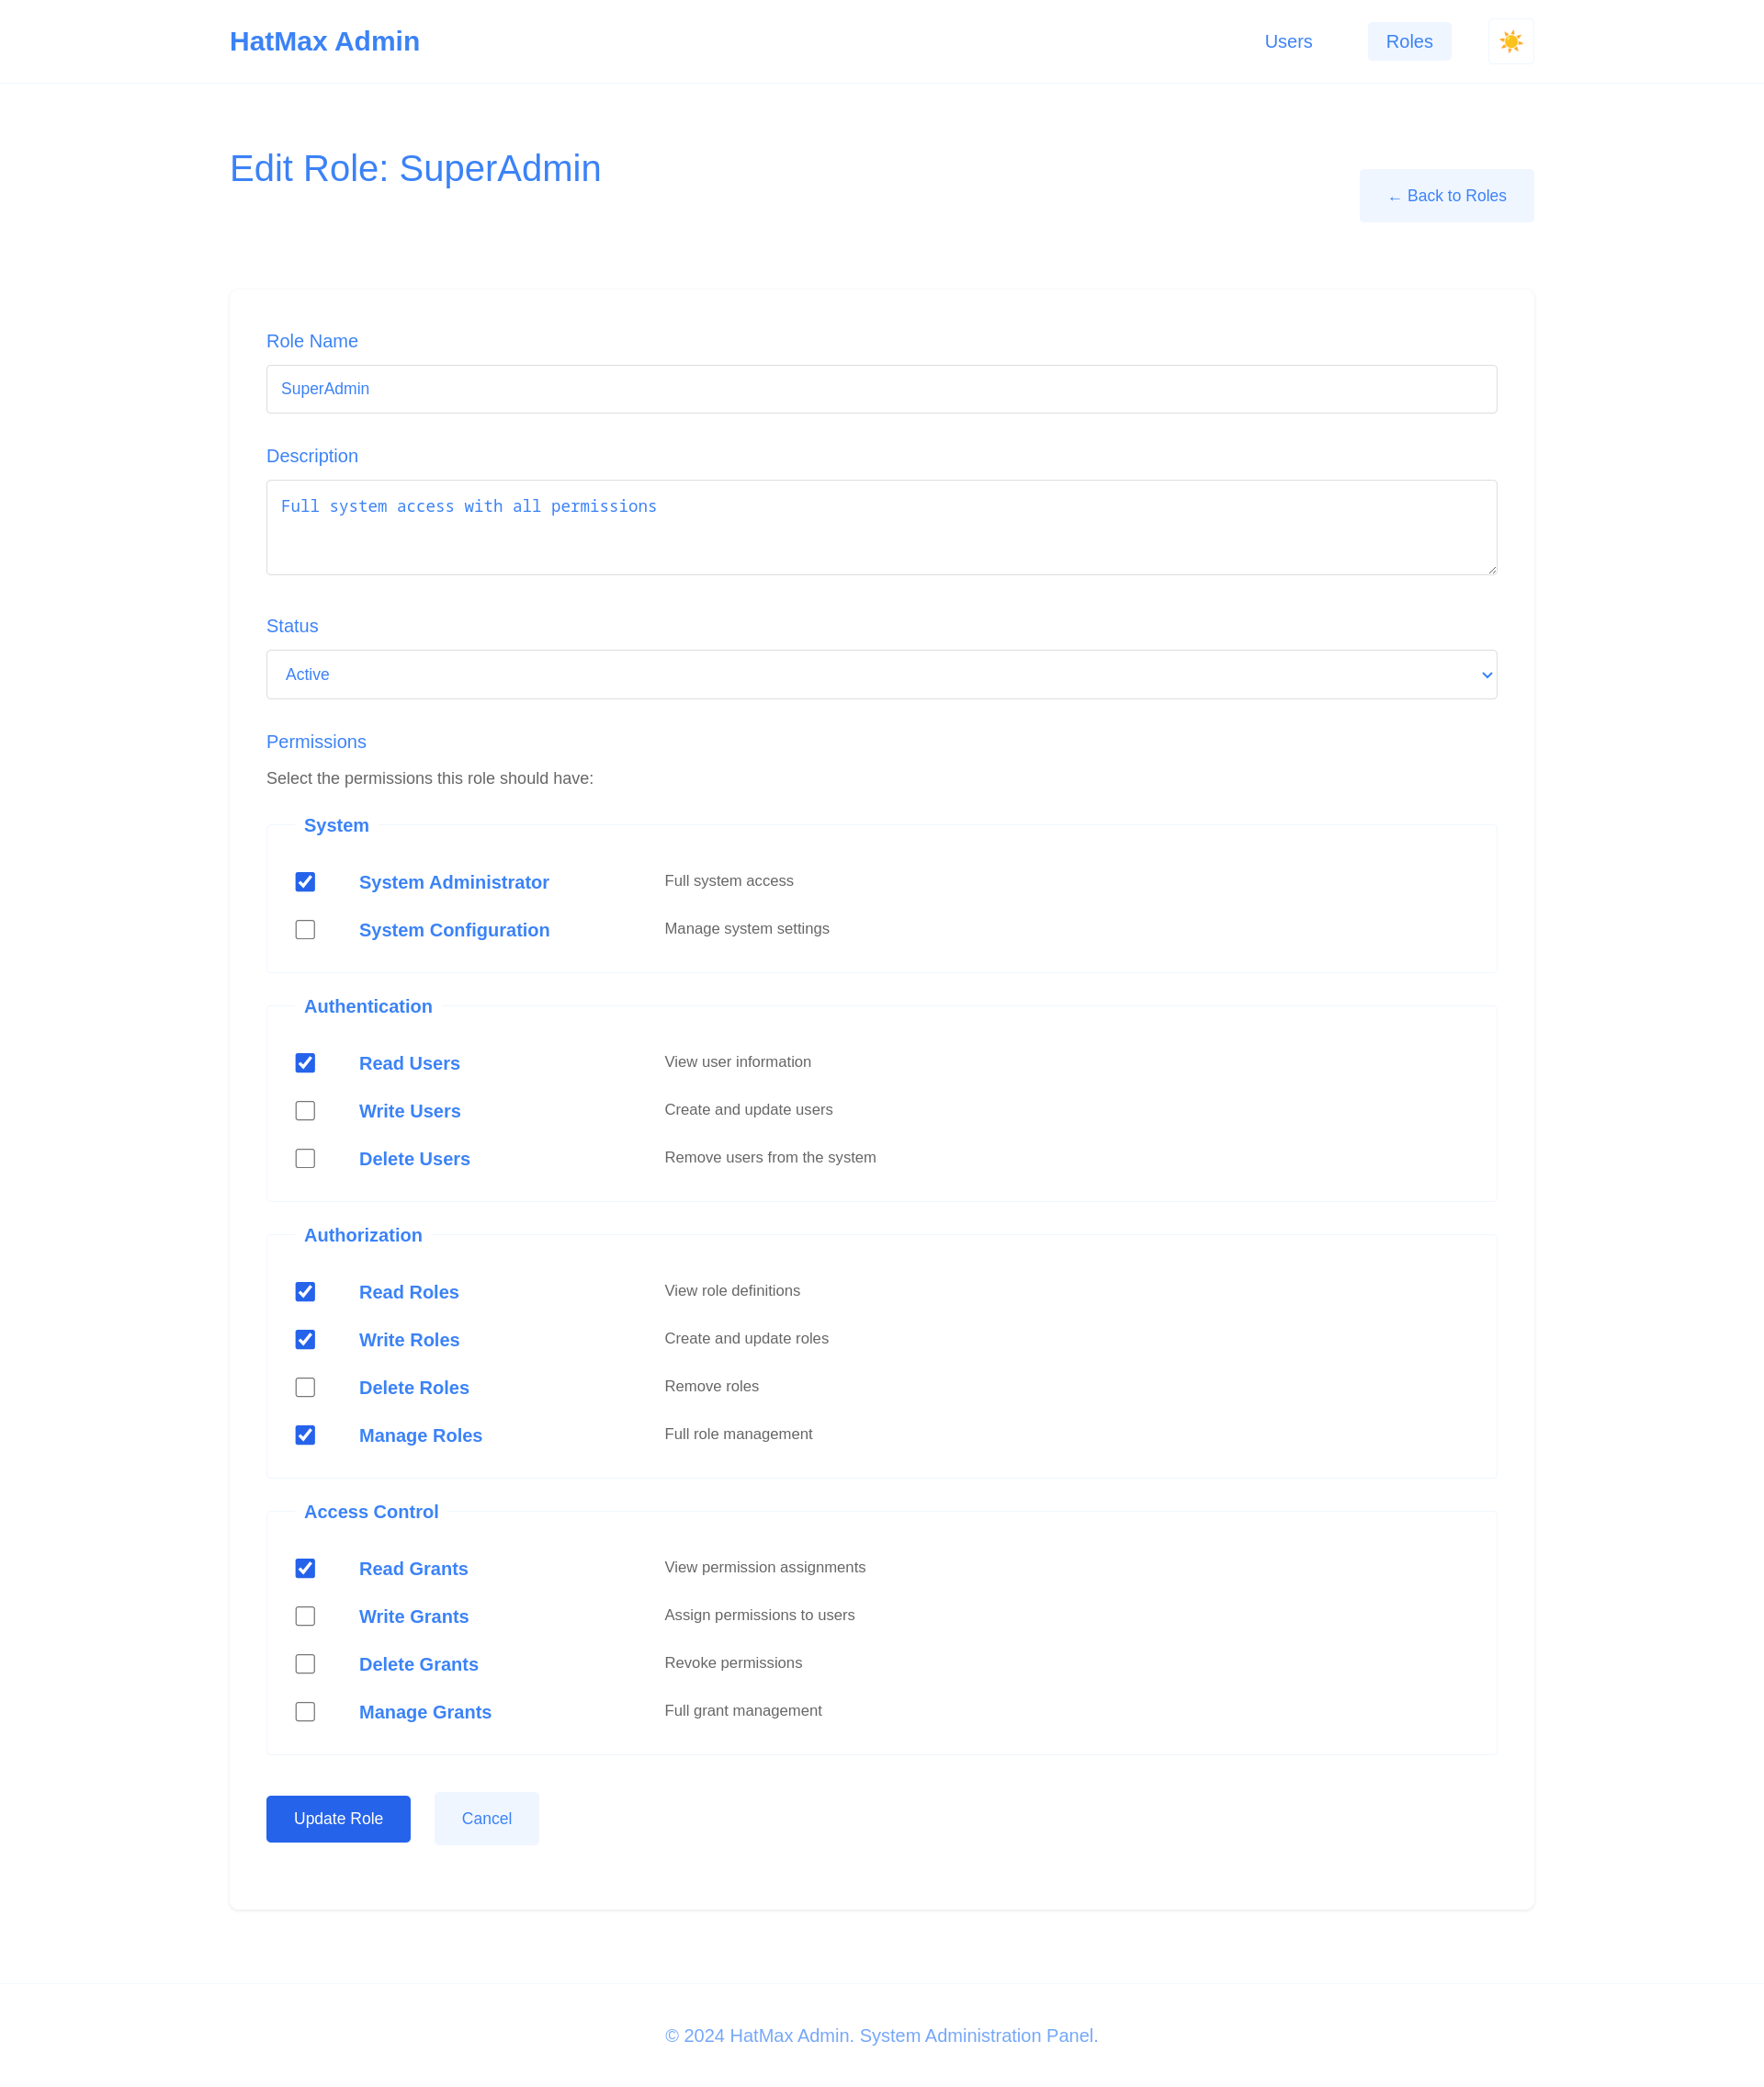 HatMax Admin
Users
Roles
Edit Role: SuperAdmin
← Back to Roles
Role Name
SuperAdmin
Description
Full system access with all permissions
Status
Active
Permissions
Select the permissions this role should have:
System
System Administrator Full system access
System Configuration Manage system settings
Authentication
Read Users View user information
Write Users Create and update users
Delete Users Remove users from the system
Authorization
Read Roles View role definitions
Write Roles Create and update roles
Delete Roles Remove roles
Manage Roles Full role management
Access Control
Read Grants View permission assignments
Write Grants Assign permissions to users
Delete Grants Revoke permissions
Manage Grants Full grant management
Update Role
Cancel
© 2024 HatMax Admin. System Administration Panel.